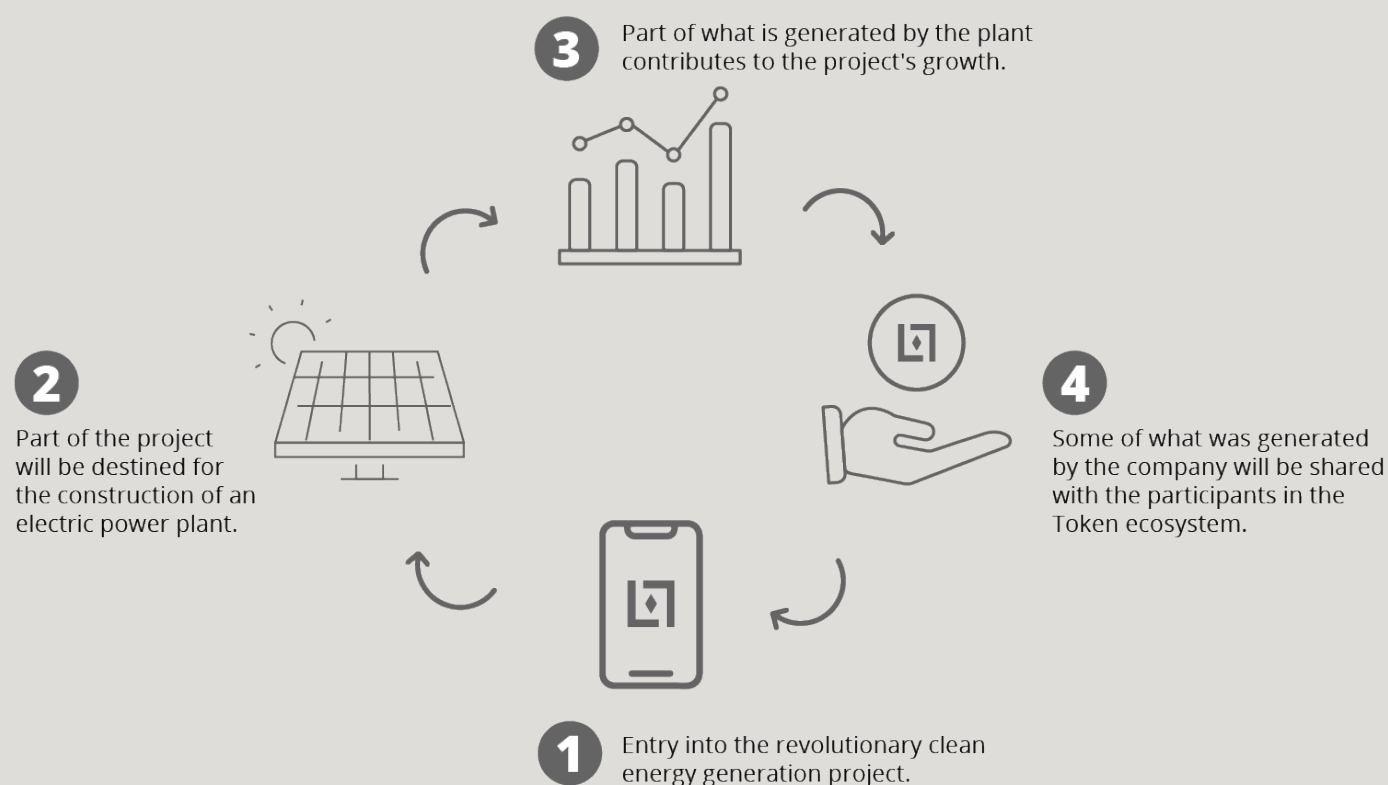 3
Part of what is generated by the plant
contributes to the project's growth.
2
Part of the project
will be destined for
the construction of an
electric power plant.
4
Some of what was generated
by the company will be shared
with the participants in the
Token ecosystem.
1
Entry into the revolutionary clean
energy generation project.